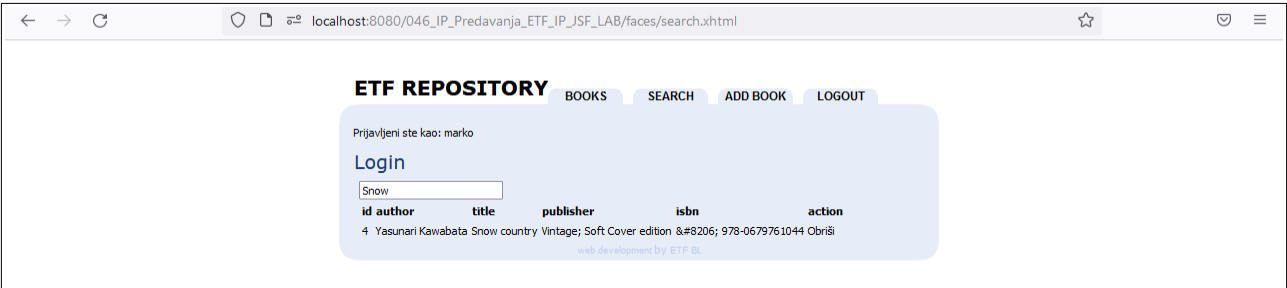 localhost:8080/046_IP_Predavanja_ETF_IP_JSF_LAB/faces/search.xhtml
ETF REPOSITORY BOOKS SEARCH ADD BOOK LOGOUT
Prijavljeni ste kao: marko
Login
Snow
id author title publisher isbn action
4 Yasunari Kawabata Snow country Vintage; Soft Cover edition &#8206; 978-0679761044 Obriši
web development by ETF BL